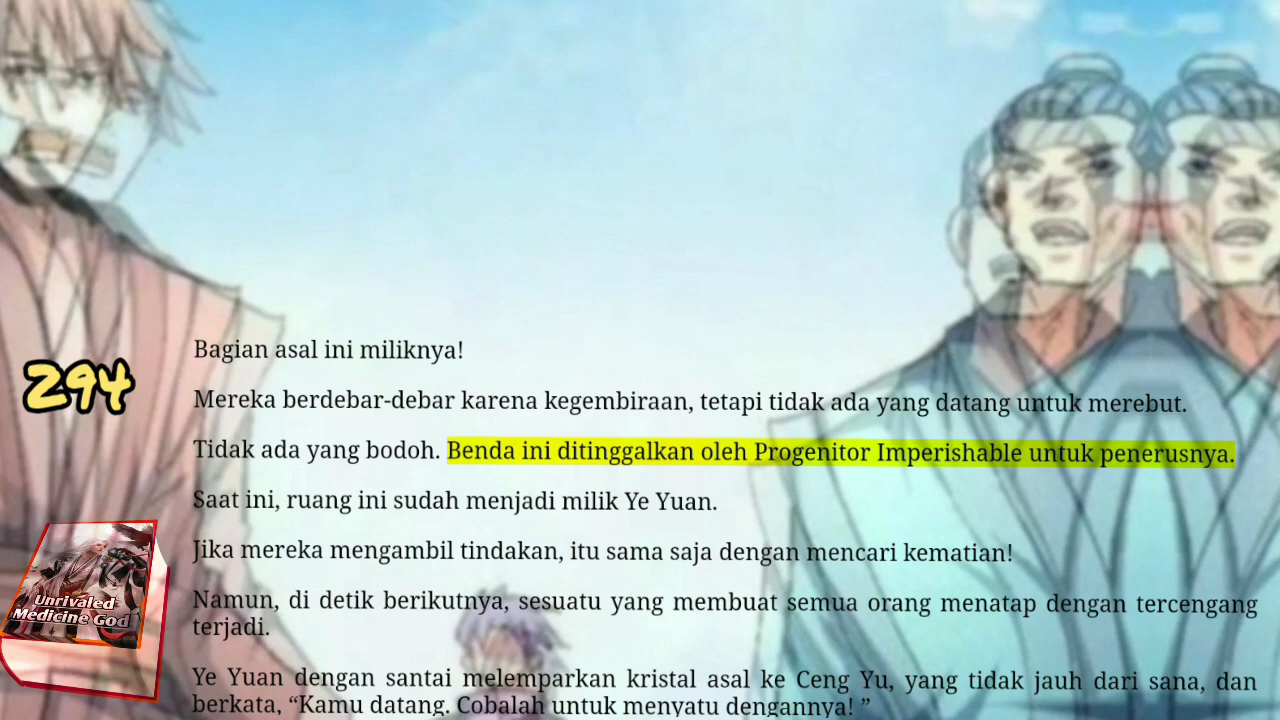 Bagian asal ini miliknya!
294
Mereka berdebar-debar karena kegembiraan, tetapi tidak ada yang datang untuk merebut.
Tidak ada yang bodoh. Benda ini ditinggalkan oleh Progenitor Imperishable untuk penerusnya.
Saat ini, ruang ini sudah menjadi milik Ye Yuan.
Jika mereka mengambil tindakan, itu sama saja dengan mencari kematian!
Namun, di detik berikutnya, sesuatu yang membuat semua orang menatap dengan tercengang
terjadi.
Unrivaled
Medicine God
Ye Yuan dengan santai melemparkan kristal asal ke Ceng Yu, yang tidak jauh dari sana, dan
berkata, “Kamu datang. Cobalah untuk menyatu dengannya! ”